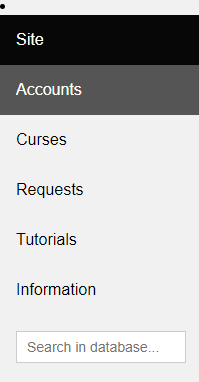 Site
Accounts
Curses
Requests
Tutorials
Information
Search in database...